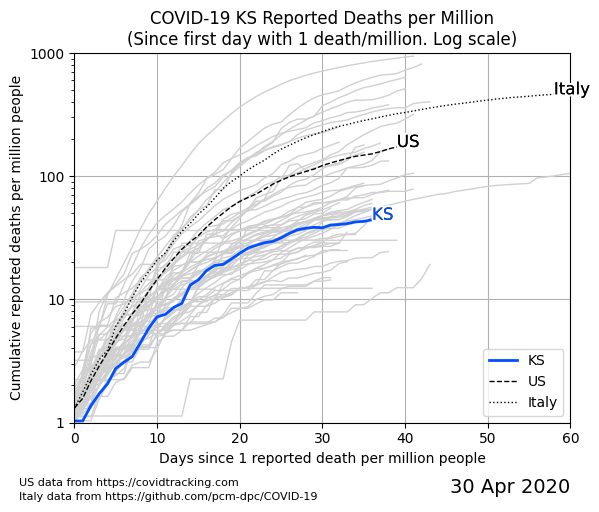 COVID-19 KS Reported Deaths per Million
(Since first day with 1 death/million. Log scale)
Cumulative reported deaths per million people
1000
100
10
1
Italy
US
KS
KS
US
Italy
0 10 20 30 40 50 60
Days since 1 reported death per million people
US data from https://covidtracking.com
Italy data from https://github.com/pcm-dpc/COVID-19
30 Apr 2020